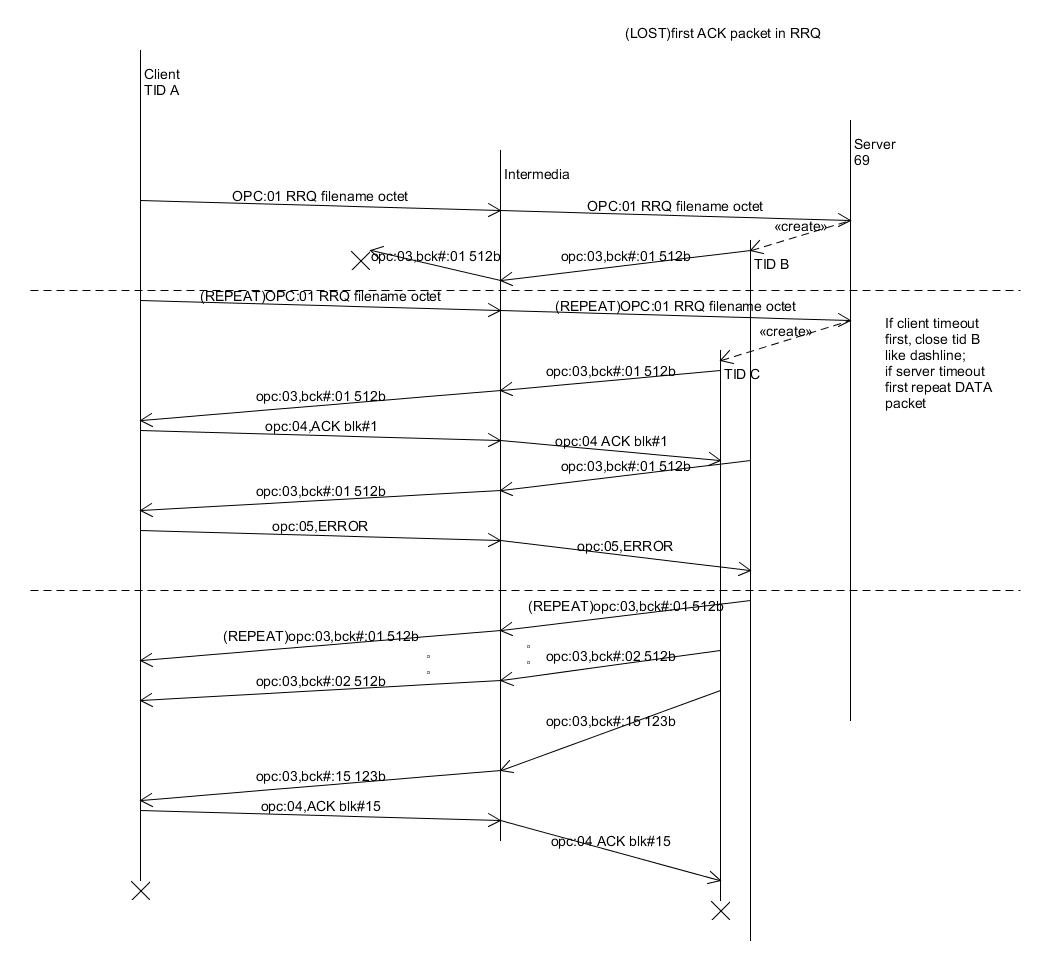 (LOST)first ACK packet in RRQ
Client
TID A
Server
69
Intermedia
OPC:01 RRQ filename octet
OPC:01 RRQ filename octet
«create»
opc:03,bck#:01 512b
opc:03,bck#:01 512b
TID B
(REPEAT)OPC:01 RRQ filename octet
(REPEAT)OPC:01 RRQ filename octet
«create»
If client timeout
first, close tid B
like dashline;
if server timeout
first repeat DATA
packet
TID C
opc:03,bck#:01 512b
opc:03,bck#:01 512b
opc:04,ACK blk#1
opc:04 ACK blk#1
opc:03,bck#:01 512b
opc:03,bck#:01 512b
opc:05,ERROR
opc:05,ERROR
(REPEAT)opc:03,bck#:01 512b
(REPEAT)opc:03,bck#:01 512b
opc:03,bck#:02 512b
opc:03,bck#:02 512b
opc:03,bck#:15 123b
opc:03,bck#:15 123b
opc:04,ACK blk#15
opc:04 ACK blk#15